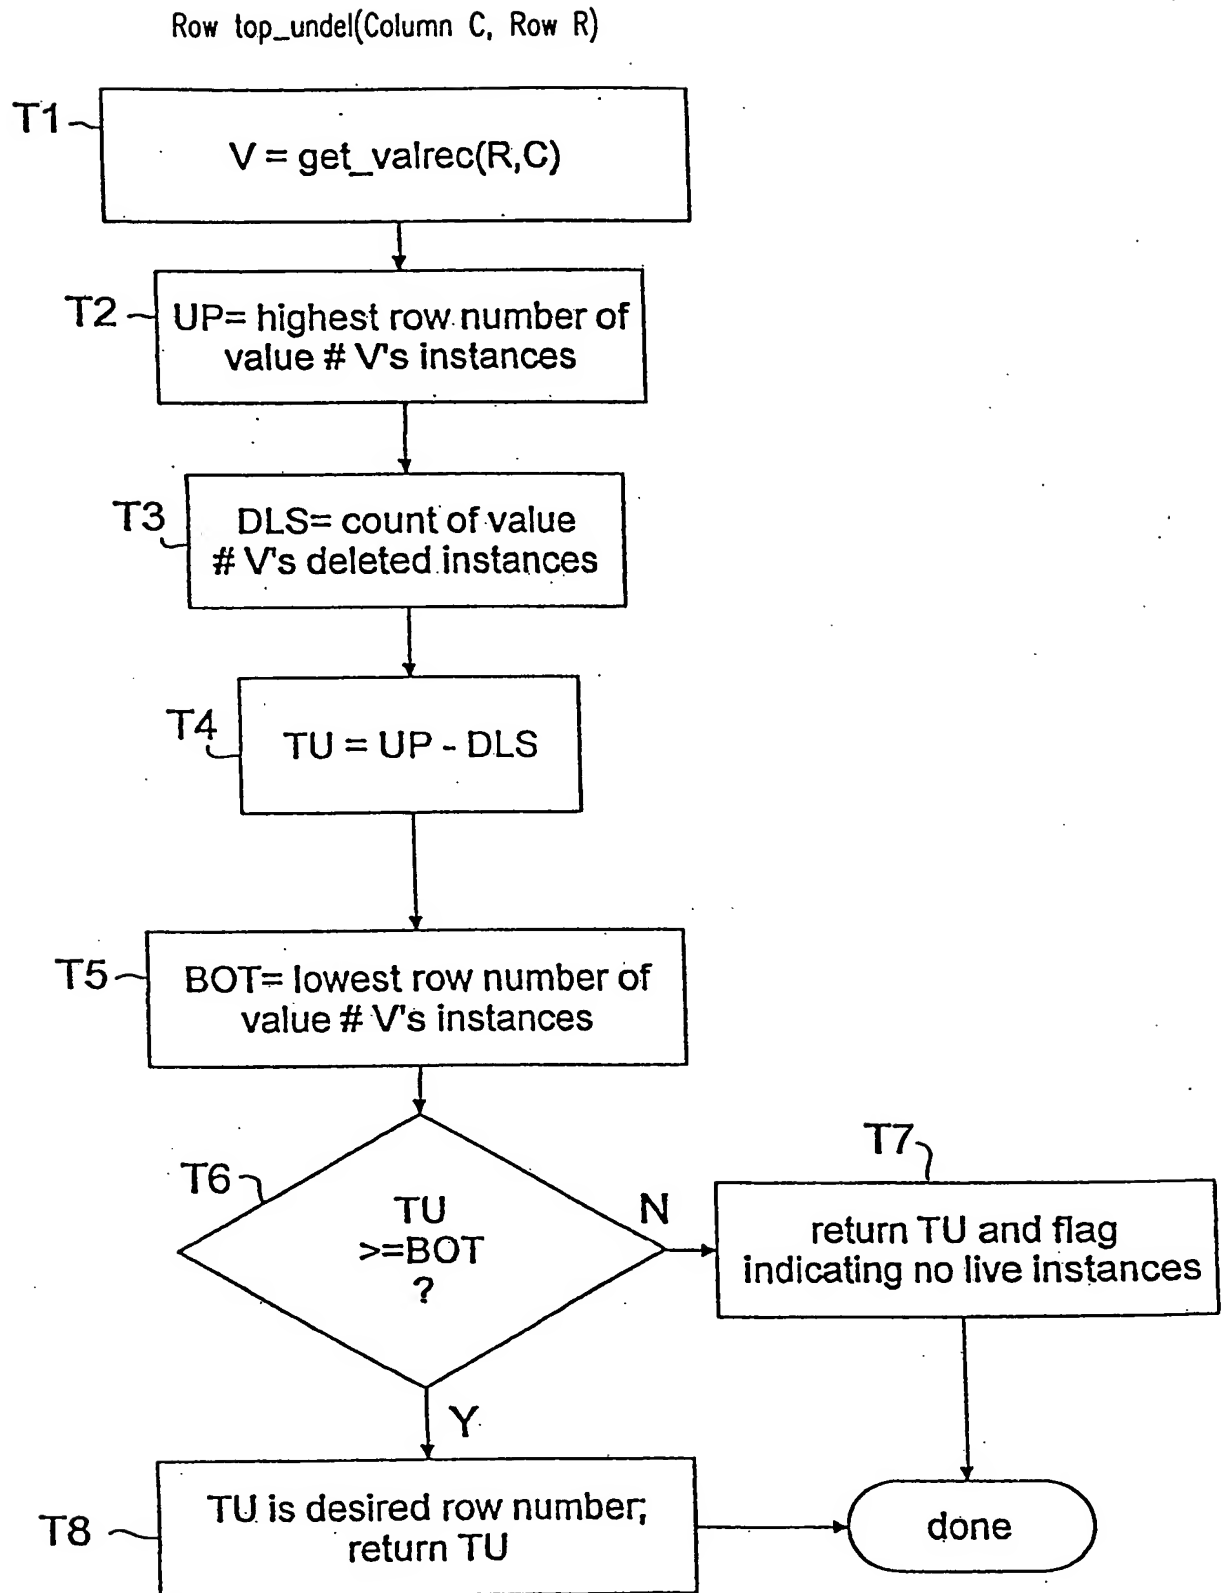 Row top_undel(Column C, Row R)
T1
V = get_valrec(R,C)
T2
UP= highest row number of
value # V's instances
T3
DLS= count of value
# V's deleted instances
T4
TU = UP - DLS
T5
BOT= lowest row number of
value # V's instances
T6
TU
>=BOT
?
N
T7
return TU and flag
indicating no live instances
Y
T8
TU is desired row number;
return TU
done